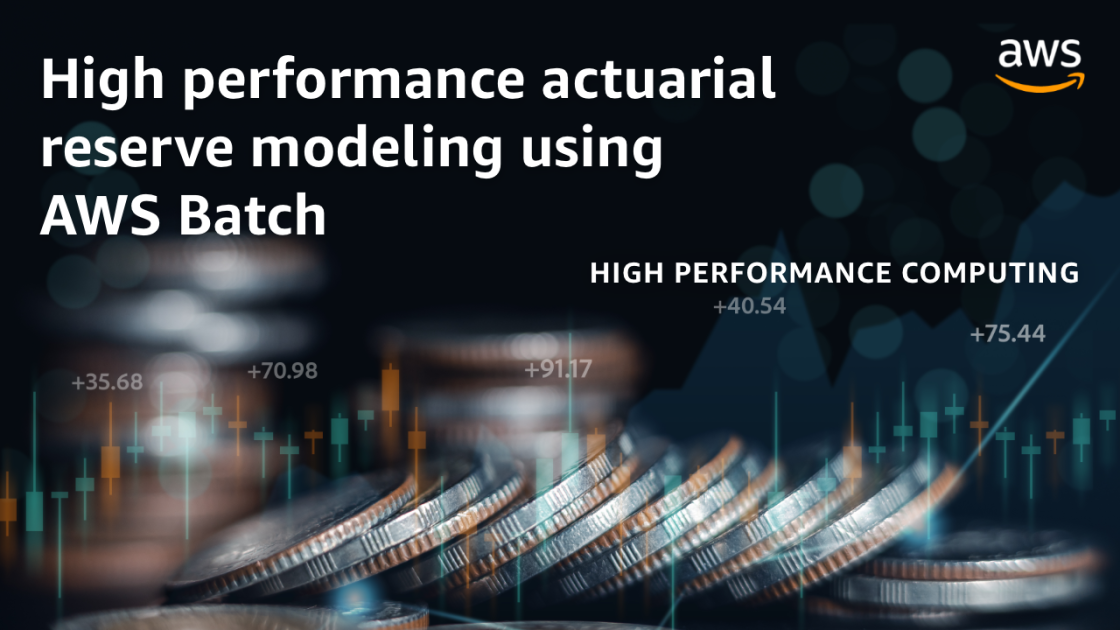 aws
High performance actuarial
reserve modeling using
AWS Batch
HIGH PERFORMANCE COMPUTING
+40.54
+75.44
+91.17
+70.98
+35.68